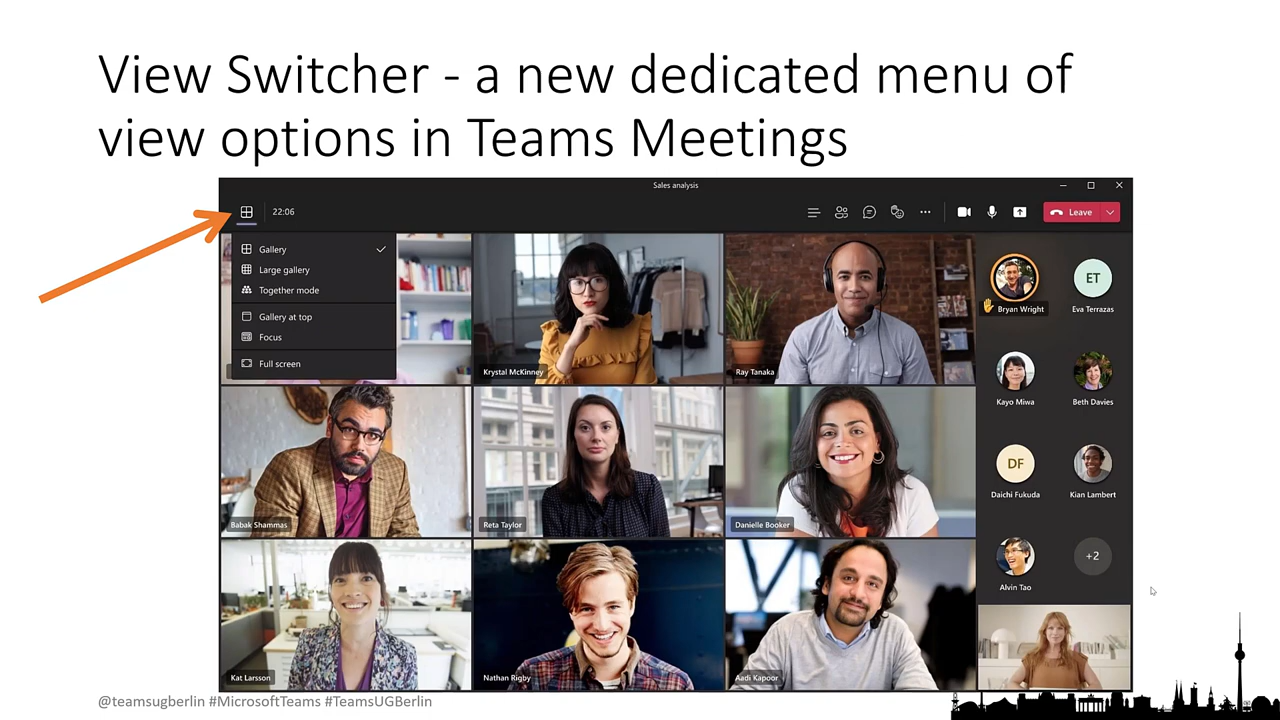 View Switcher - a new dedicated menu of
view options in Teams Meetings
Sales analysis
22:06
Leave
Gallery
Large gallery
Together mode
Gallery at top
Focus
Full screen
Krystal McKinney
Ray Tanaka
Bryan Wright
ET
Eva Terrazas
Kayo Miwa
Beth Davies
Babak Shammas
Reta Taylor
Danielle Booker
DF
Daichi Fukuda
Kian Lambert
Alvin Tao
+2
Kat Larsson
Nathan Rigby
Aadi Kapoor
@teamsugberlin #MicrosoftTeams #TeamsUGBerlin